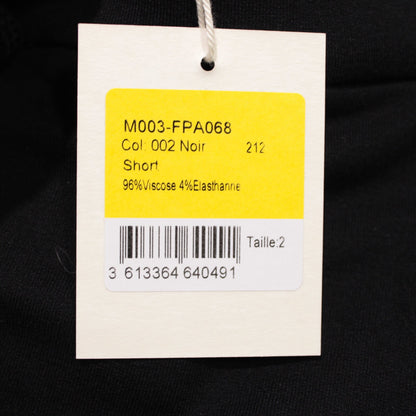 M003-FPA068
Col: 002 Noir 212
Short
96%Viscose 4%Elasthanne
Taille:2
3 613364 640491